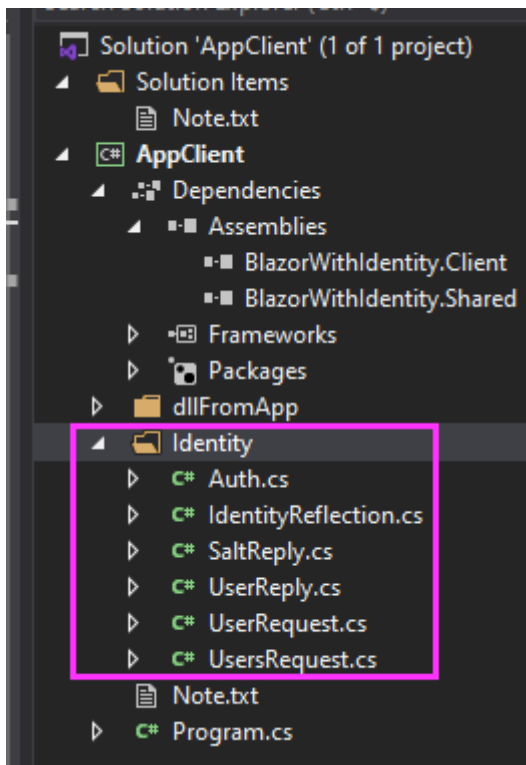 Solution 'AppClient' (1 of 1 project)
Solution Items
Note.txt
C# AppClient
Dependencies
Assemblies
BlazorWithIdentity.Client
BlazorWithIdentity.Shared
Frameworks
Packages
dllFromApp
Identity
C# Auth.cs
C# IdentityReflection.cs
C# SaltReply.cs
C# UserReply.cs
C# UserRequest.cs
C# UsersRequest.cs
Note.txt
C# Program.cs